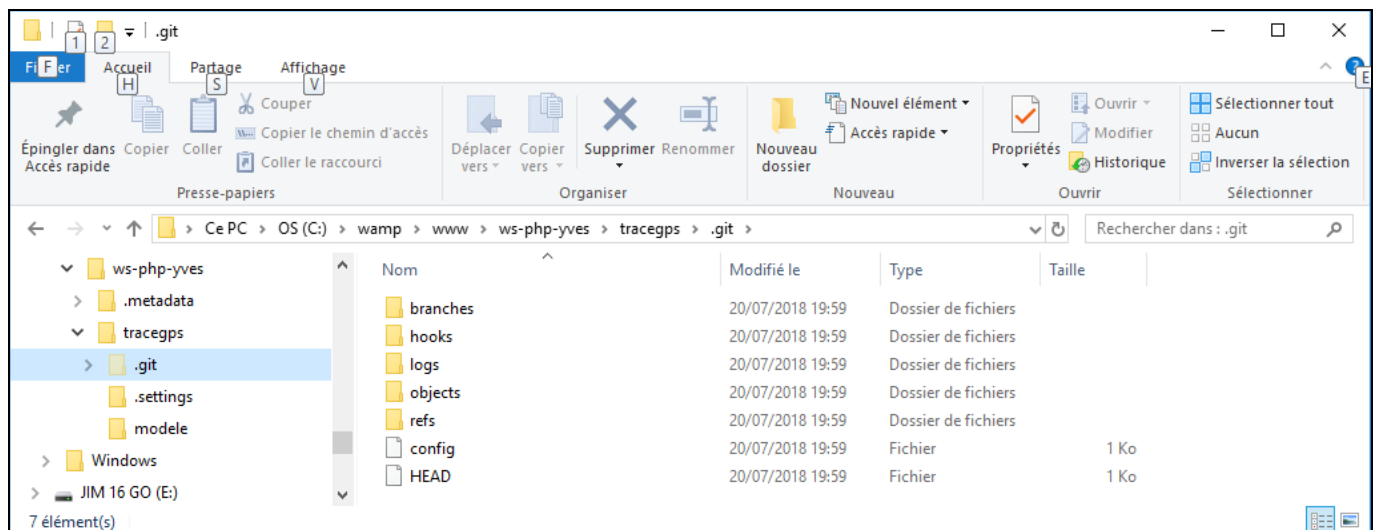 1 2 .git
Fi F er Accueil Partage Affichage E
H S V
Épingler dans Accès rapide Copier Coller Couper Copier le chemin d'accès Coller le raccourci
Déplacer vers Copier vers Supprimer Renommer
Nouveau dossier Nouvel élément Accès rapide
Propriétés Ouvrir Modifier Historique
Sélectionner tout Aucun Inverser la sélection
Presse-papiers Organiser Nouveau Ouvrir Sélectionner
Ce PC > OS (C:) > wamp > www > ws-php-yves > tracegps > .git > Rechercher dans : .git
ws-php-yves
.metadata
tracegps
.git
.settings
modele
Windows
JIM 16 GO (E:)
Nom Modifié le Type Taille
branches 20/07/2018 19:59 Dossier de fichiers
hooks 20/07/2018 19:59 Dossier de fichiers
logs 20/07/2018 19:59 Dossier de fichiers
objects 20/07/2018 19:59 Dossier de fichiers
refs 20/07/2018 19:59 Dossier de fichiers
config 20/07/2018 19:59 Fichier 1 Ko
HEAD 20/07/2018 19:59 Fichier 1 Ko
7 élément(s)